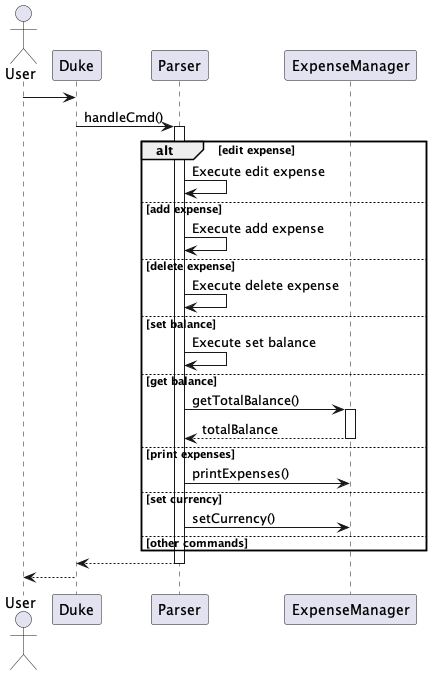 User
Duke
Parser
ExpenseManager
handleCmd()
alt [edit expense]
Execute edit expense
[add expense]
Execute add expense
[delete expense]
Execute delete expense
[set balance]
Execute set balance
[get balance]
getTotalBalance()
totalBalance
[print expenses]
printExpenses()
[set currency]
setCurrency()
[other commands]
User
Duke
Parser
ExpenseManager